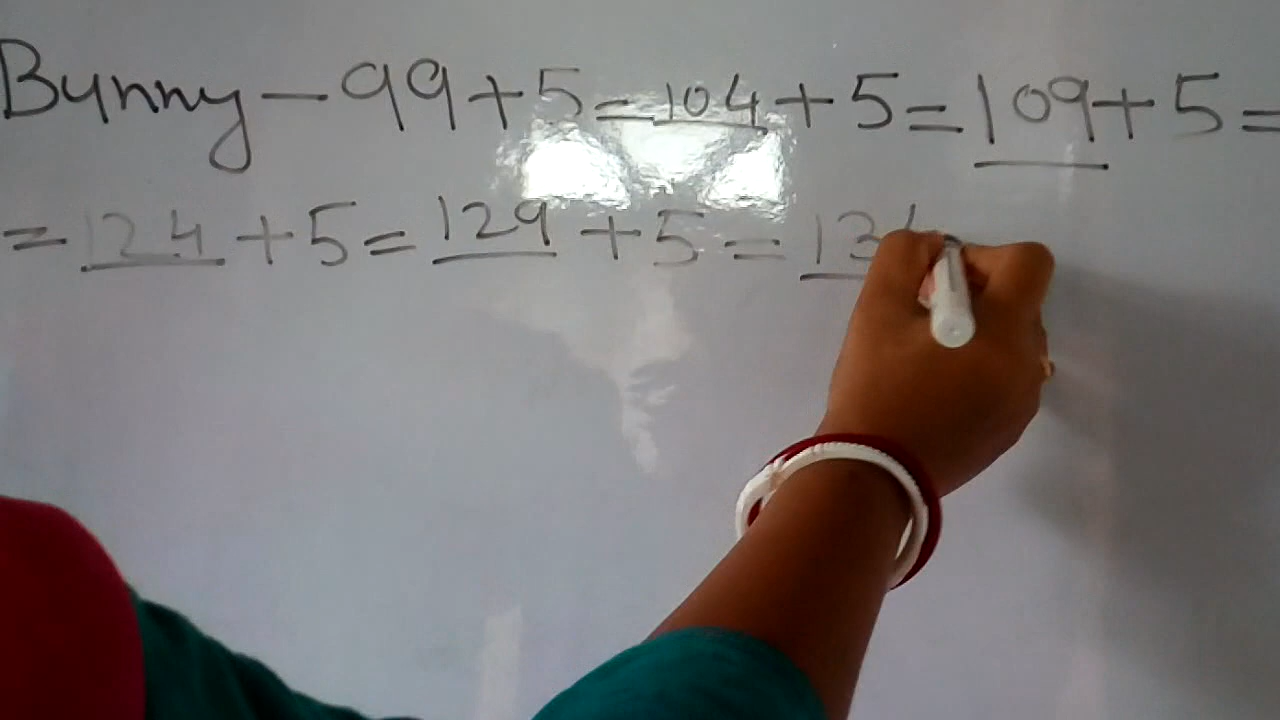 Bunny - 99 + 5 = 104 + 5 = 109 + 5 =
= 124 + 5 = 129 + 5 = 134